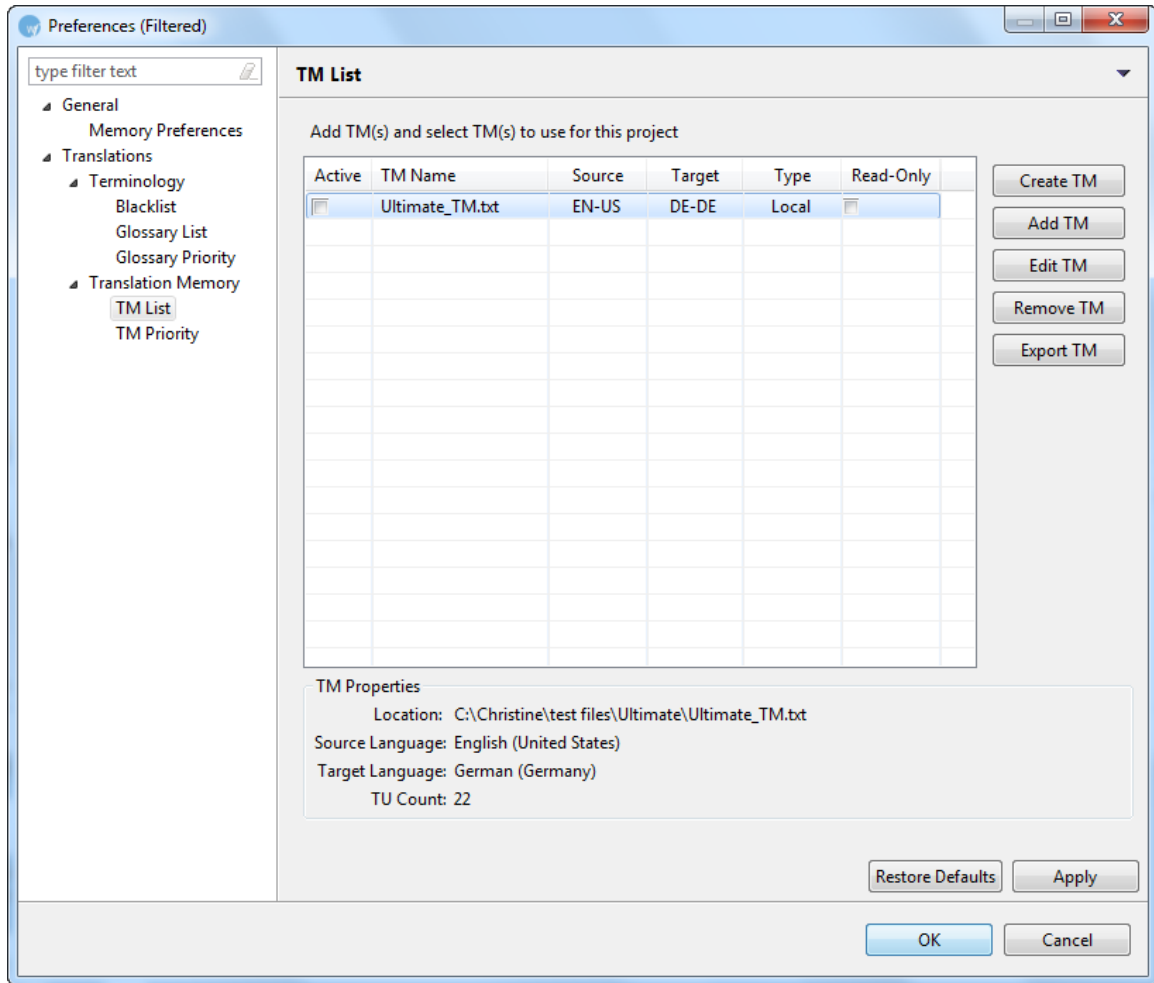 Preferences (Filtered)
type filter text
General
Memory Preferences
Translations
Terminology
Blacklist
Glossary List
Glossary Priority
Translation Memory
TM List
TM Priority
TM List
Add TM(s) and select TM(s) to use for this project
Active TM Name Source Target Type Read-Only
Ultimate_TM.txt EN-US DE-DE Local
Create TM
Add TM
Edit TM
Remove TM
Export TM
TM Properties
Location: C:\Christine\test files\Ultimate\Ultimate_TM.txt
Source Language: English (United States)
Target Language: German (Germany)
TU Count: 22
Restore Defaults Apply
OK Cancel